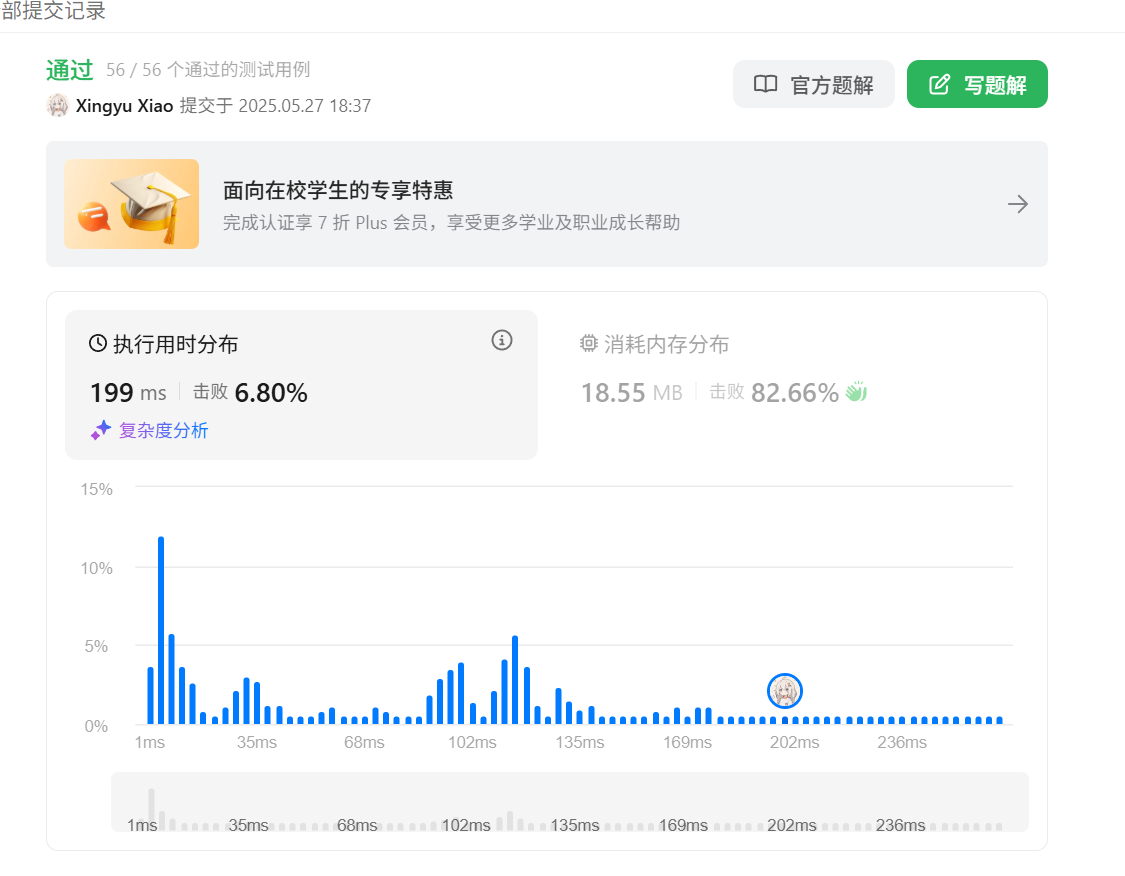 部提交记录
通过 56 / 56 个通过的测试用例
Xingyu Xiao 提交于 2025.05.27 18:37
官方题解
写题解
面向在校学生的专享特惠
完成认证享 7 折 Plus 会员，享受更多学业及职业成长帮助
执行用时分布
199 ms 击败 6.80%
复杂度分析
消耗内存分布
18.55 MB 击败 82.66%
15%
10%
5%
0%
1ms 35ms 68ms 102ms 135ms 169ms 202ms 236ms
1ms 35ms 68ms 102ms 135ms 169ms 202ms 236ms